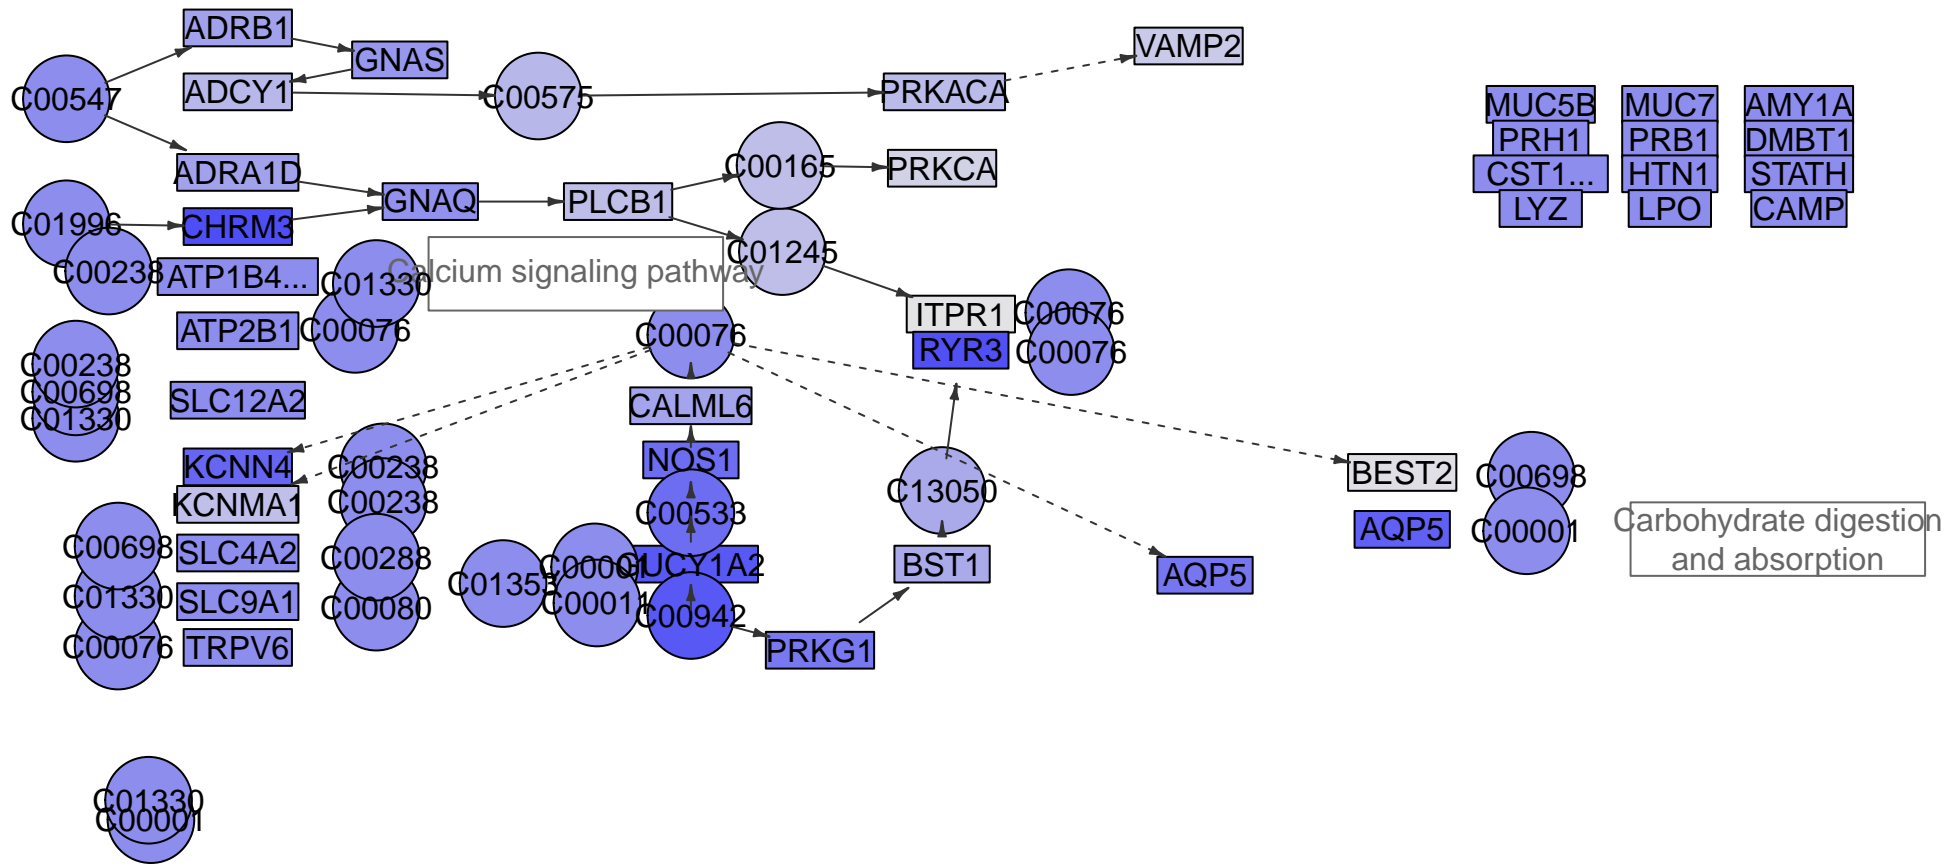 ADRB1
VAMP2
GNAS
C00547
ADCY1
C00575
PRKACA
MUC5B
MUC7
AMY1A
PRH1
PRB1
DMBT1
ADRA1D
C00165
PRKCA
CST1...
HTN1
STATH
GNAQ
PLCB1
LYZ
LPO
CAMP
C01996
CHRM3
C01245
C00238
ATP1B4...
C01330
Calcium signaling pathway
ITPR1
C00076
ATP2B1
C00076
C00076
RYR3
C00076
C00238
C00698
C01330
SLC12A2
CALML6
KCNN4
C00238
NOS1
BEST2
C00698
KCNMA1
C00238
C00533
C13050
AQP5
C00001
Carbohydrate digestion
and absorption
C00698
SLC4A2
C00288
C01353
C00001
GUCY1A2
BST1
AQP5
C01330
SLC9A1
C00080
C00011
C00942
C00076
TRPV6
PRKG1
C01330
C00001